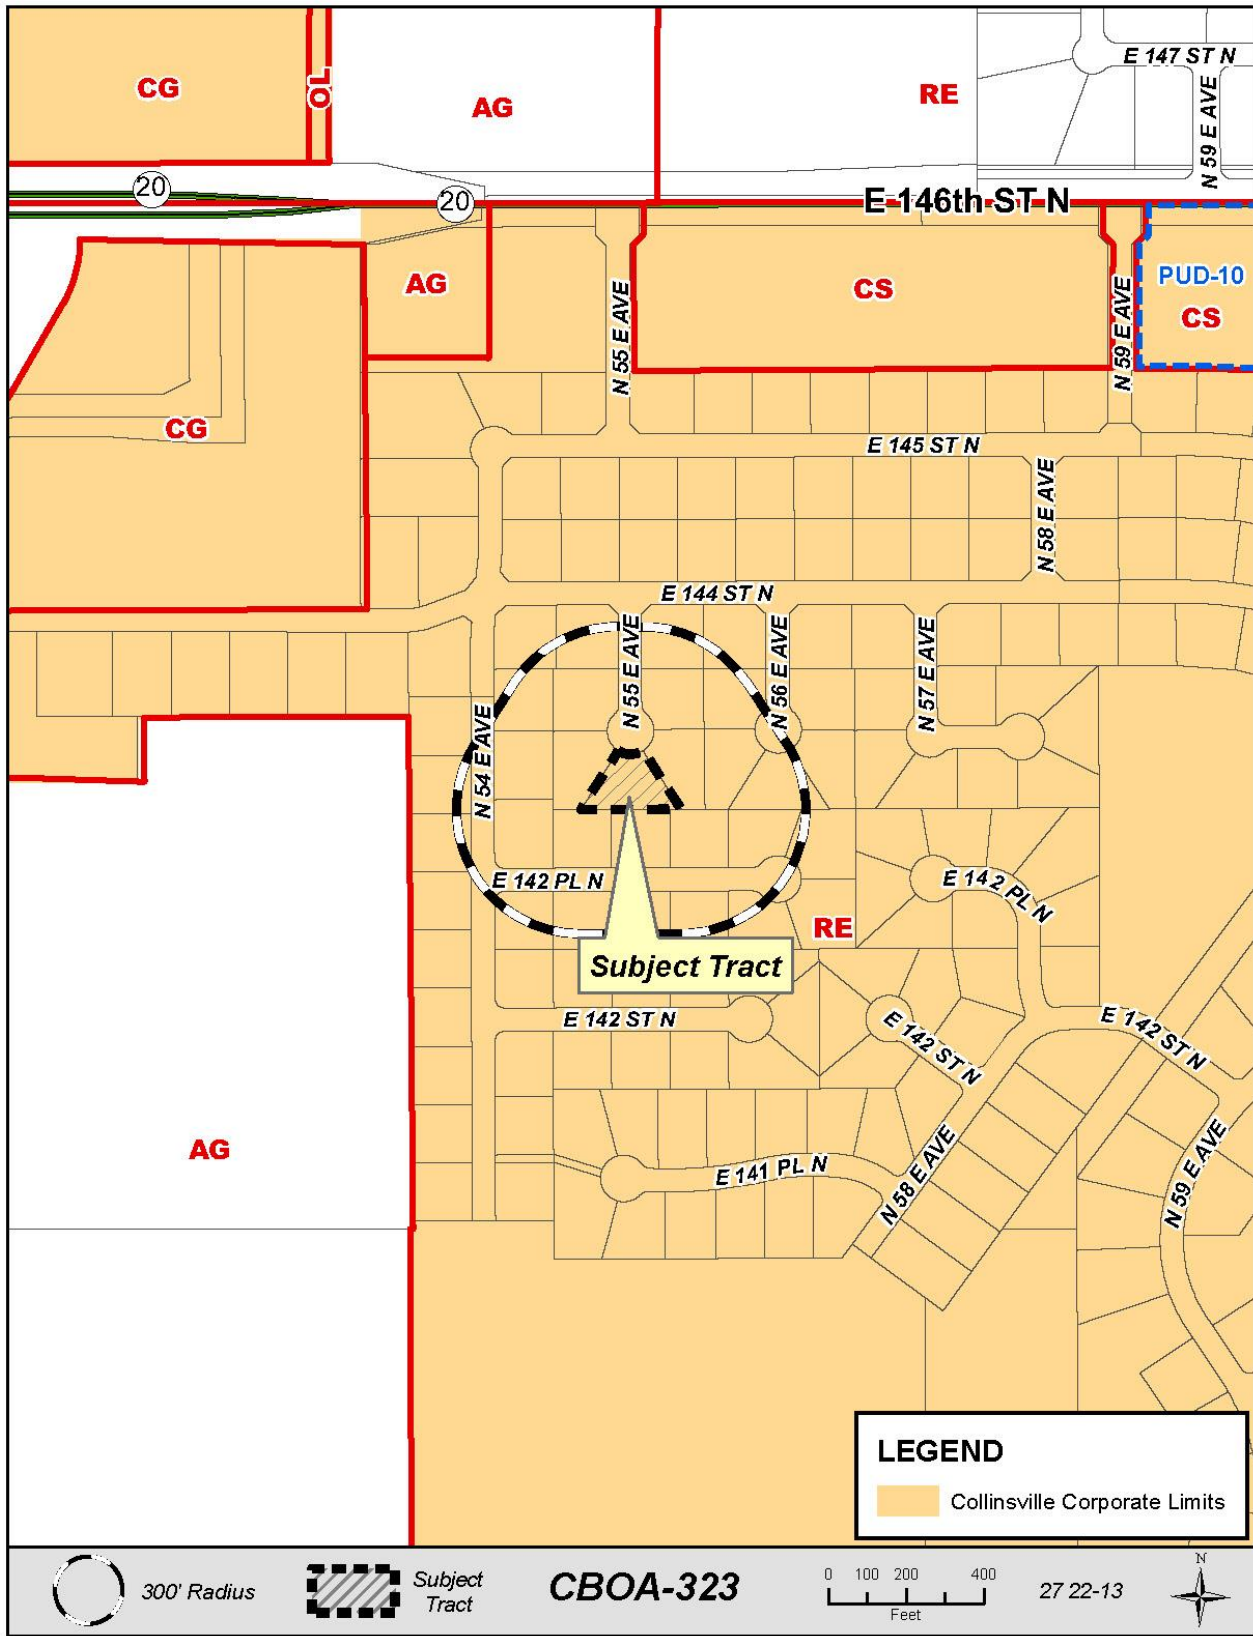 E 147 ST N
CG
OL
AG
RE
N 59 E AVE
20
20
E 146th ST N
AG
CS
PUD-10
CS
N 55 E AVE
N 59 E AVE
CG
E 145 ST N
N 58 E AVE
E 144 ST N
N 55 E AVE
N 56 E AVE
N 57 E AVE
N 54 E AVE
E 142 PL N
E 142 PL N
RE
Subject Tract
E 142 ST N
E 142 ST N
E 142 ST N
AG
E 141 PL N
N 58 E AVE
N 59 E AVE
LEGEND
Collinsville Corporate Limits
300' Radius
Subject
Tract
CBOA-323
0 100 200 400
Feet
27 22-13
N